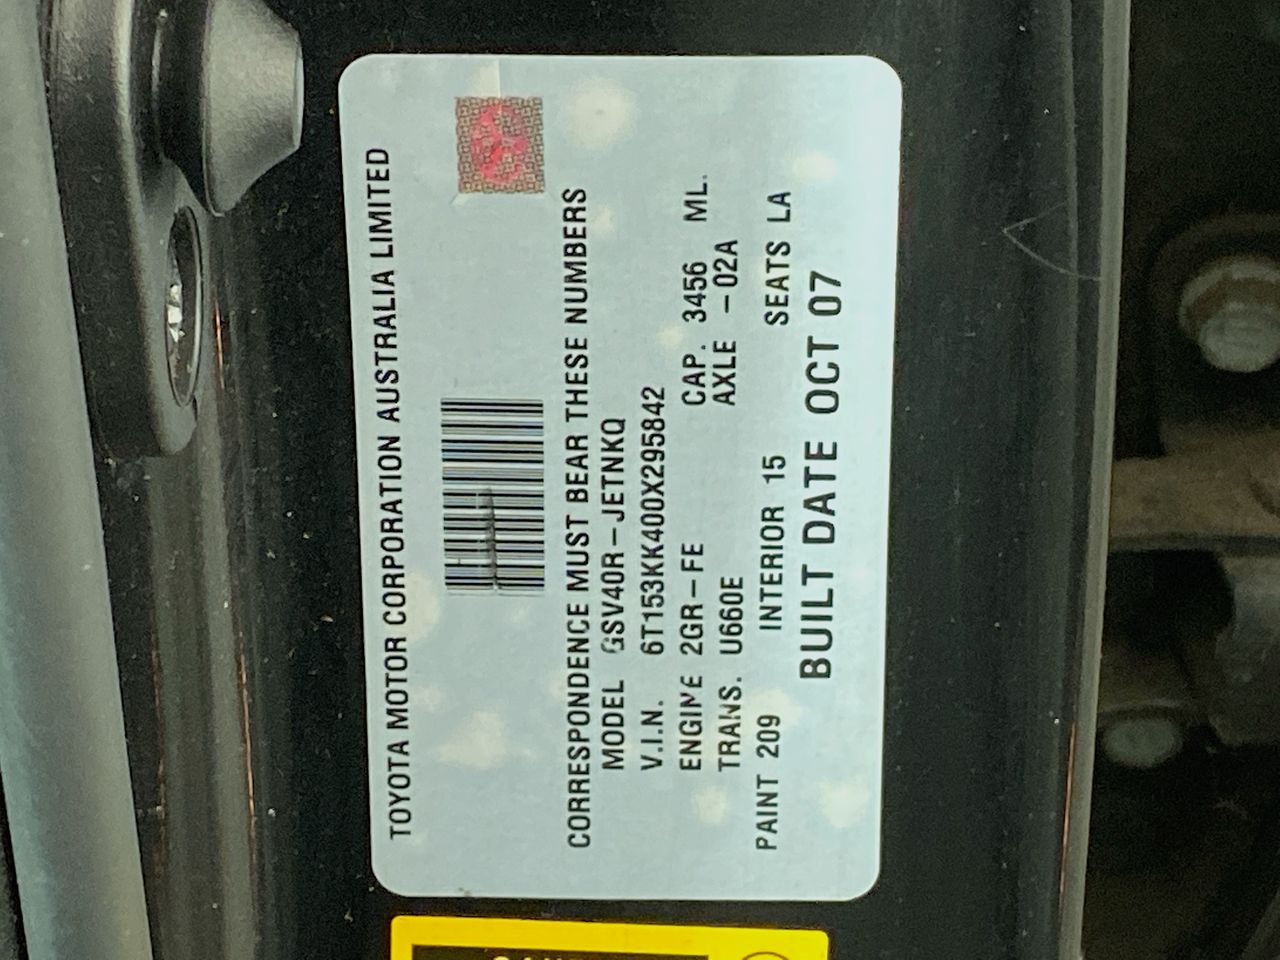 TOYOTA MOTOR CORPORATION AUSTRALIA LIMITED
CORRESPONDENCE MUST BEAR THESE NUMBERS
MODEL GSV40R-JETNKQ
V.I.N. 6T153KK400X295842
ENGINE 2GR-FE CAP. 3456 ML.
TRANS. U660E AXLE -02A
PAINT 209 INTERIOR 15 SEATS LA
BUILT DATE OCT 07